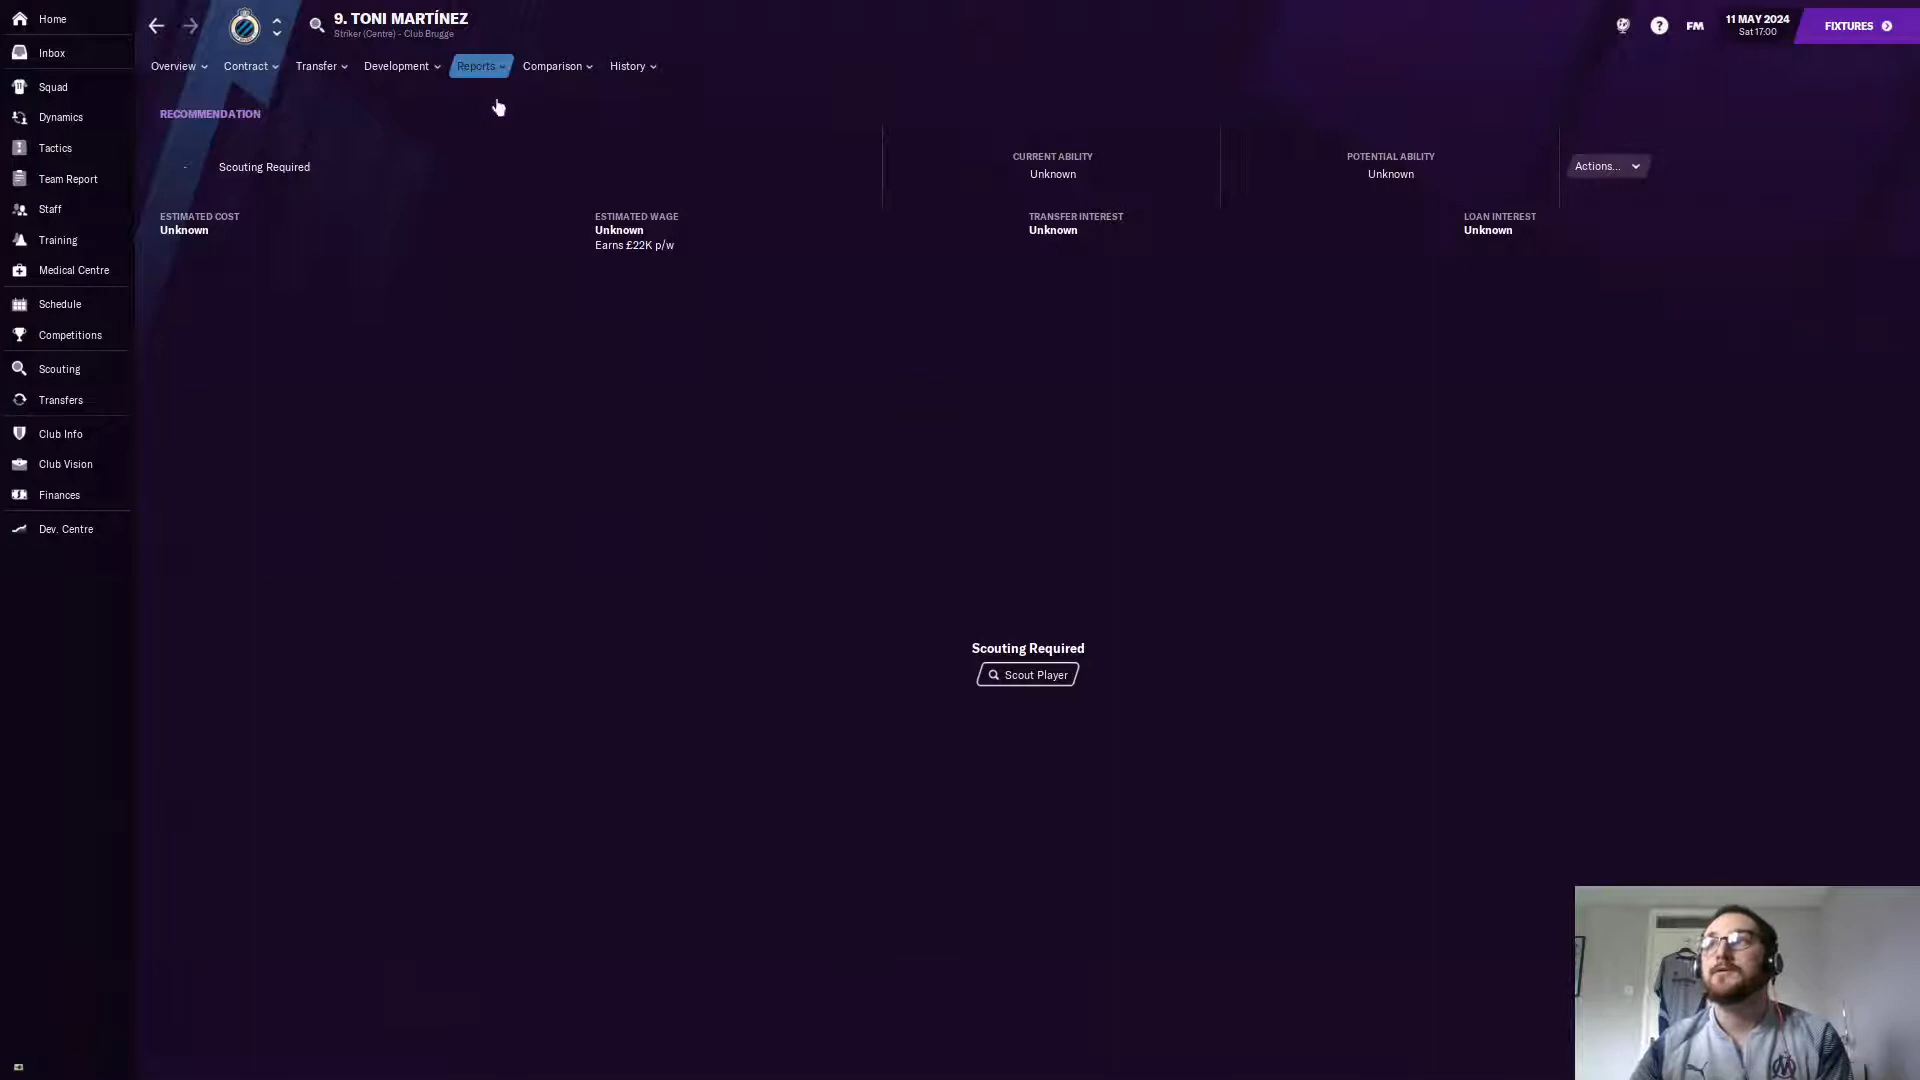 Home
Inbox
Squad
Dynamics
Tactics
Team Report
Staff
Training
Medical Centre
Schedule
Competitions
Scouting
Transfers
Club Info
Club Vision
Finances
Dev. Centre
9. TONI MARTÍNEZ
Striker (Centre) - Club Brugge
FM
11 MAY 2024
Sat 17:00
FIXTURES
Overview
Contract
Transfer
Development
Reports
Comparison
History
RECOMMENDATION
- Scouting Required
CURRENT ABILITY
Unknown
POTENTIAL ABILITY
Unknown
Actions...
ESTIMATED COST
Unknown
ESTIMATED WAGE
Unknown
Earns £22K p/w
TRANSFER INTEREST
Unknown
LOAN INTEREST
Unknown
Scouting Required
Scout Player